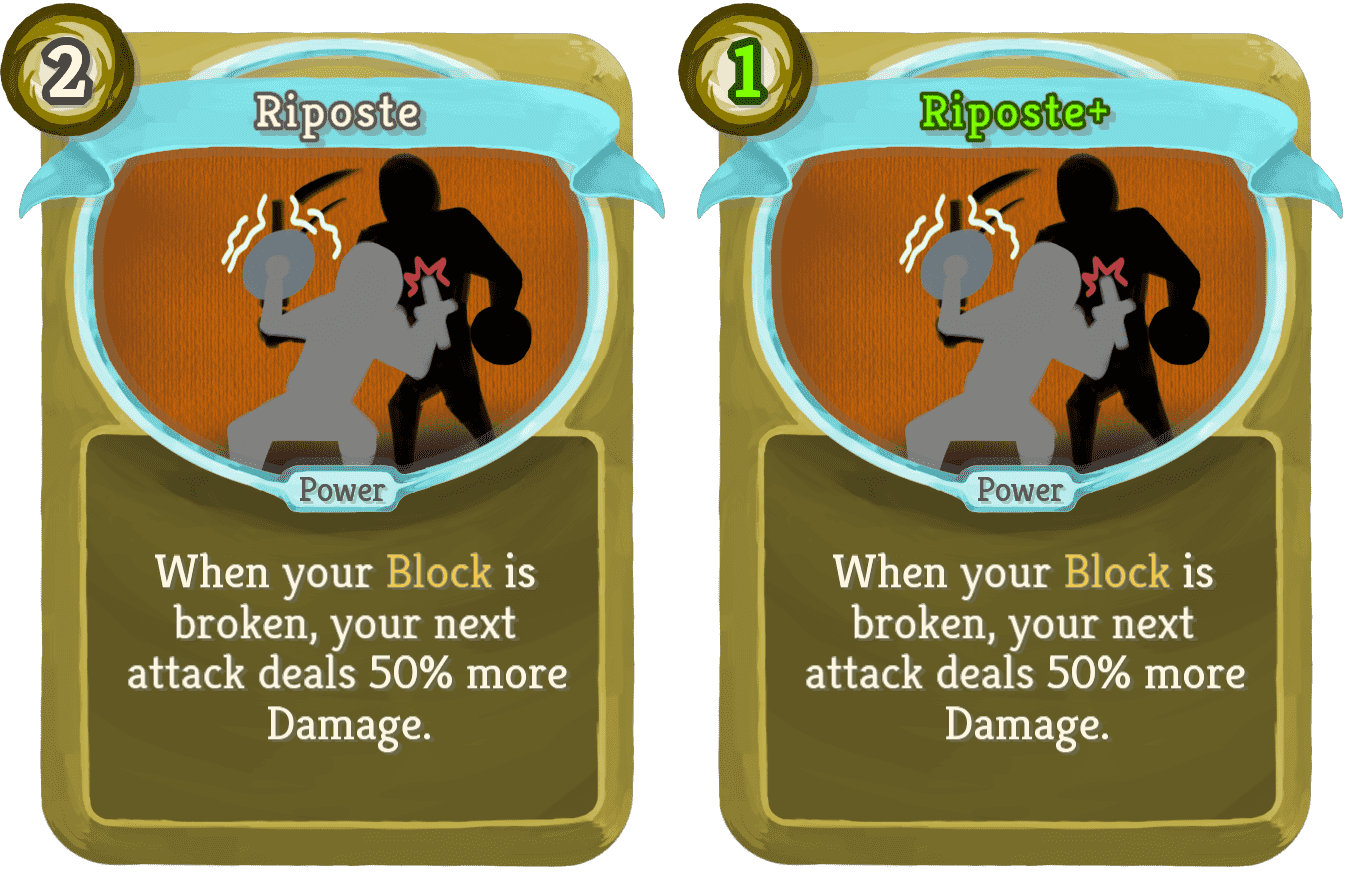 2
Riposte
Power
When your Block is
broken, your next
attack deals 50% more
Damage.
1
Riposte+
Power
When your Block is
broken, your next
attack deals 50% more
Damage.